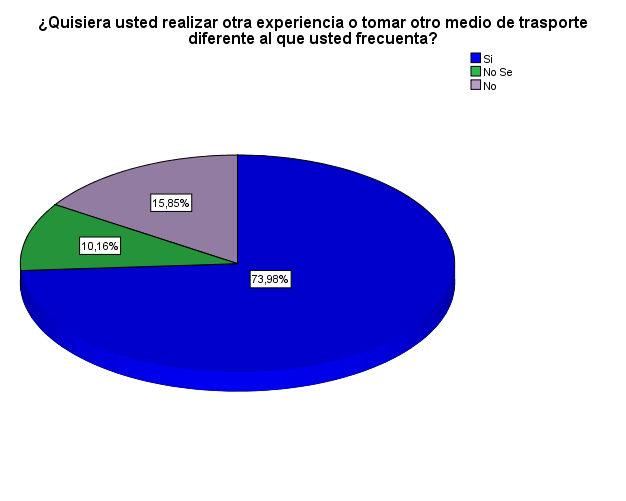 ¿Quisiera usted realizar otra experiencia o tomar otro medio de trasporte
diferente al que usted frecuenta?
Si
No Se
No
15,85%
10,16%
73,98%